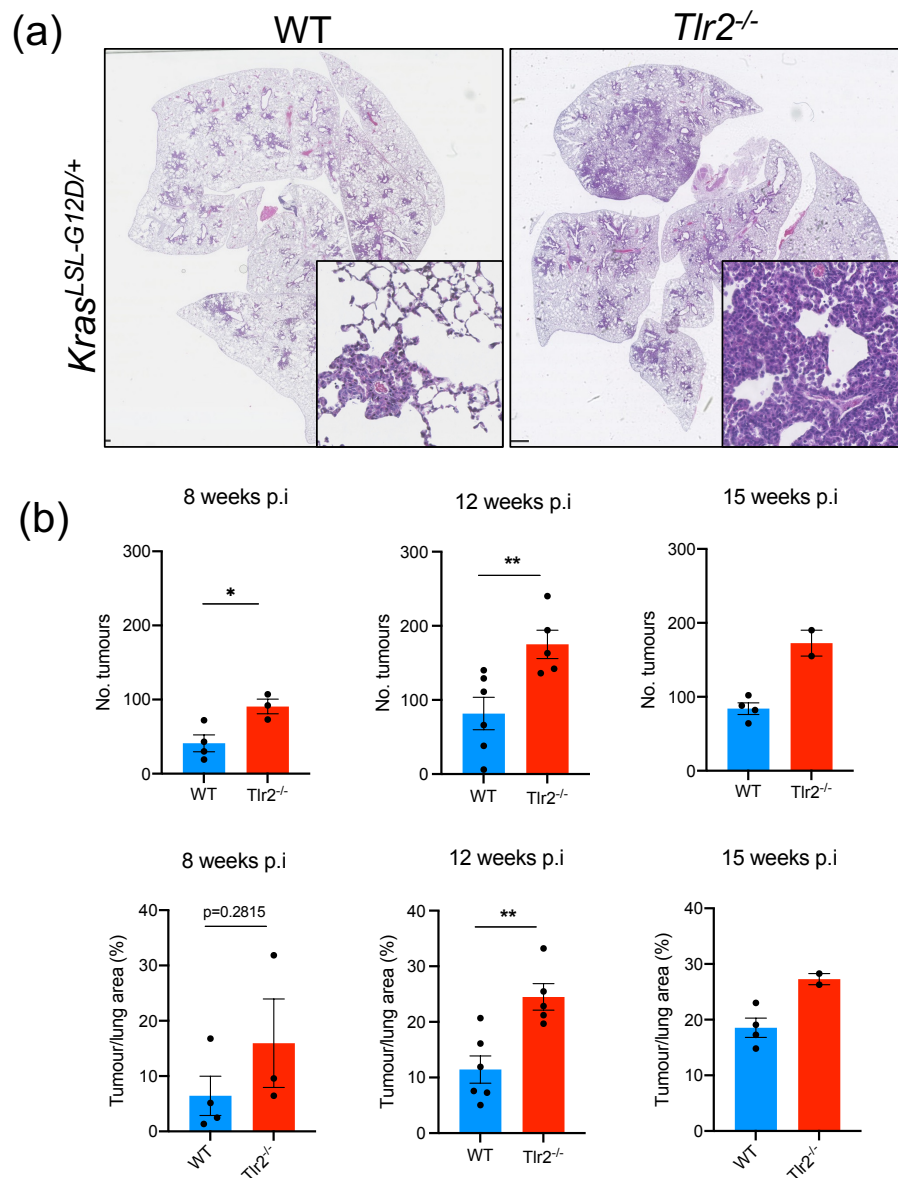 (a)
WT
Tlr2-/-
KrasLSL-G12D/+
(b)
8 weeks p.i
12 weeks p.i
15 weeks p.i
No. tumours
300
200
100
0
*
WT
Tlr2-/-
No. tumours
300
200
100
0
**
WT
Tlr2-/-
No. tumours
300
200
100
0
WT
Tlr2-/-
8 weeks p.i
12 weeks p.i
15 weeks p.i
Tumour/lung area (%)
40
30
20
10
0
p=0.2815
WT
Tlr2-/-
Tumour/lung area (%)
40
30
20
10
0
**
WT
Tlr2-/-
Tumour/lung area (%)
40
30
20
10
0
WT
Tlr2-/-